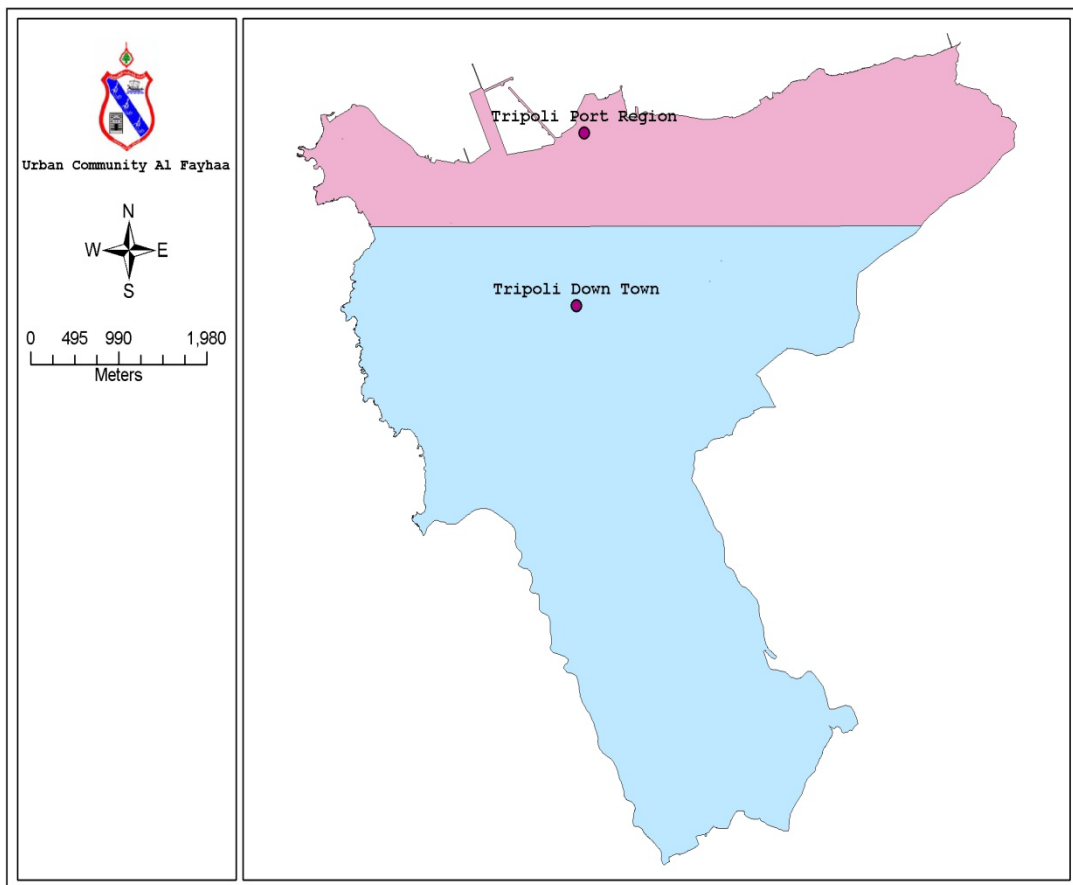 Urban Community Al Fayhaa
N
W E
S
0 495 990 1,980
Meters
Tripoli Port Region
Tripoli Down Town